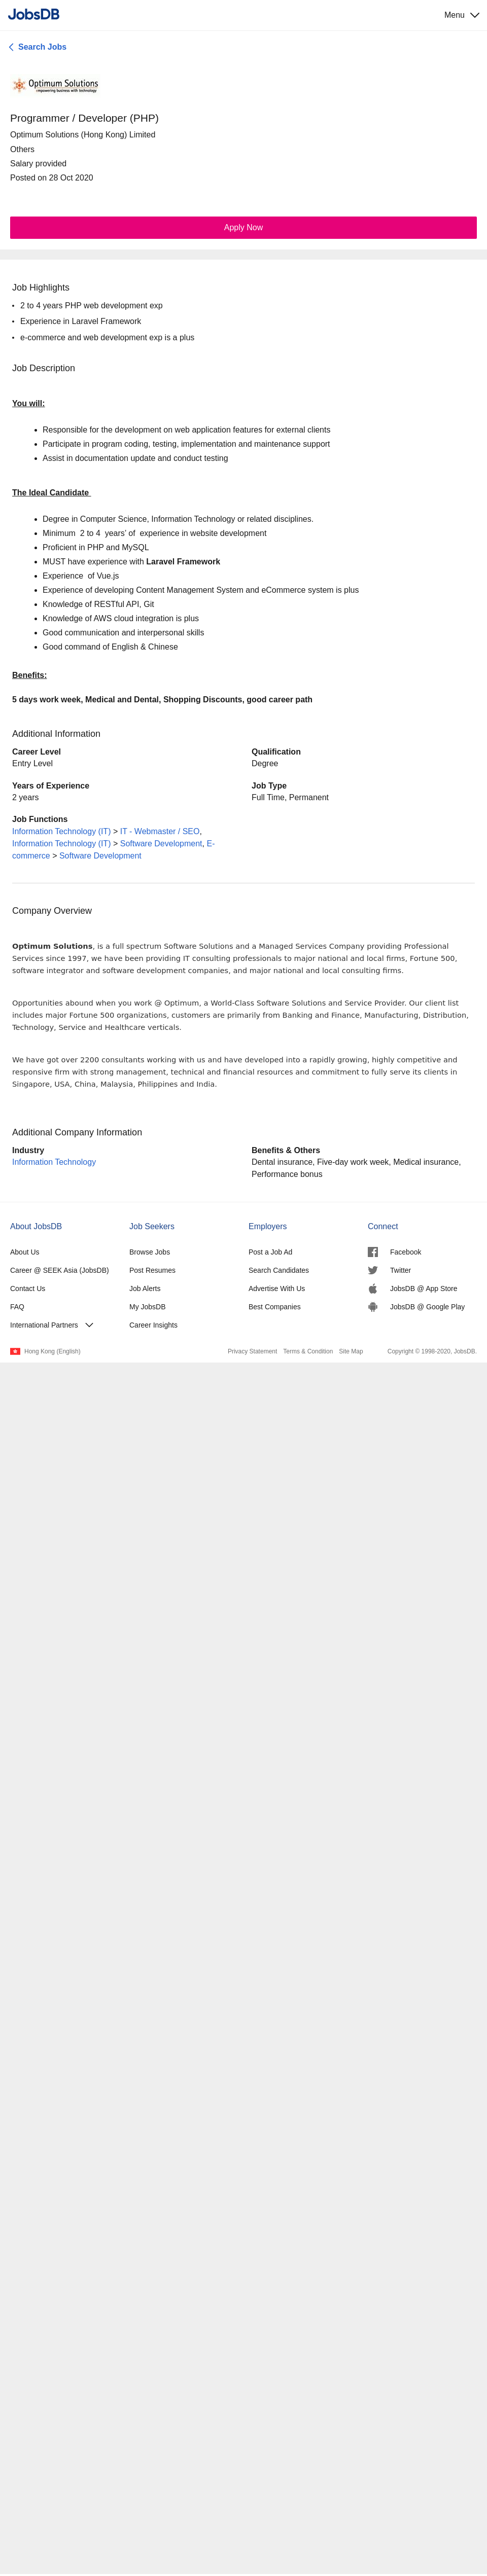 JobsDB
Menu
Search Jobs
Optimum Solutions
empowering business with technology
Programmer / Developer (PHP)
Optimum Solutions (Hong Kong) Limited
Others
Salary provided
Posted on 28 Oct 2020
Apply Now
Job Highlights
• 2 to 4 years PHP web development exp
• Experience in Laravel Framework
• e-commerce and web development exp is a plus
Job Description
You will:
• Responsible for the development on web application features for external clients
• Participate in program coding, testing, implementation and maintenance support
• Assist in documentation update and conduct testing
The Ideal Candidate
• Degree in Computer Science, Information Technology or related disciplines.
• Minimum 2 to 4 years' of experience in website development
• Proficient in PHP and MySQL
• MUST have experience with Laravel Framework
• Experience of Vue.js
• Experience of developing Content Management System and eCommerce system is plus
• Knowledge of RESTful API, Git
• Knowledge of AWS cloud integration is plus
• Good communication and interpersonal skills
• Good command of English & Chinese
Benefits:
5 days work week, Medical and Dental, Shopping Discounts, good career path
Additional Information
Career Level
Entry Level
Qualification
Degree
Years of Experience
2 years
Job Type
Full Time, Permanent
Job Functions
Information Technology (IT) > IT - Webmaster / SEO,
Information Technology (IT) > Software Development, E-
commerce > Software Development
Company Overview
Optimum Solutions, is a full spectrum Software Solutions and a Managed Services Company providing Professional
Services since 1997, we have been providing IT consulting professionals to major national and local firms, Fortune 500,
software integrator and software development companies, and major national and local consulting firms.
Opportunities abound when you work @ Optimum, a World-Class Software Solutions and Service Provider. Our client list
includes major Fortune 500 organizations, customers are primarily from Banking and Finance, Manufacturing, Distribution,
Technology, Service and Healthcare verticals.
We have got over 2200 consultants working with us and have developed into a rapidly growing, highly competitive and
responsive firm with strong management, technical and financial resources and commitment to fully serve its clients in
Singapore, USA, China, Malaysia, Philippines and India.
Additional Company Information
Industry
Information Technology
Benefits & Others
Dental insurance, Five-day work week, Medical insurance,
Performance bonus
About JobsDB
About Us
Career @ SEEK Asia (JobsDB)
Contact Us
FAQ
International Partners
Job Seekers
Browse Jobs
Post Resumes
Job Alerts
My JobsDB
Career Insights
Employers
Post a Job Ad
Search Candidates
Advertise With Us
Best Companies
Connect
Facebook
Twitter
JobsDB @ App Store
JobsDB @ Google Play
Hong Kong (English)
Privacy Statement Terms & Condition Site Map
Copyright © 1998-2020, JobsDB.